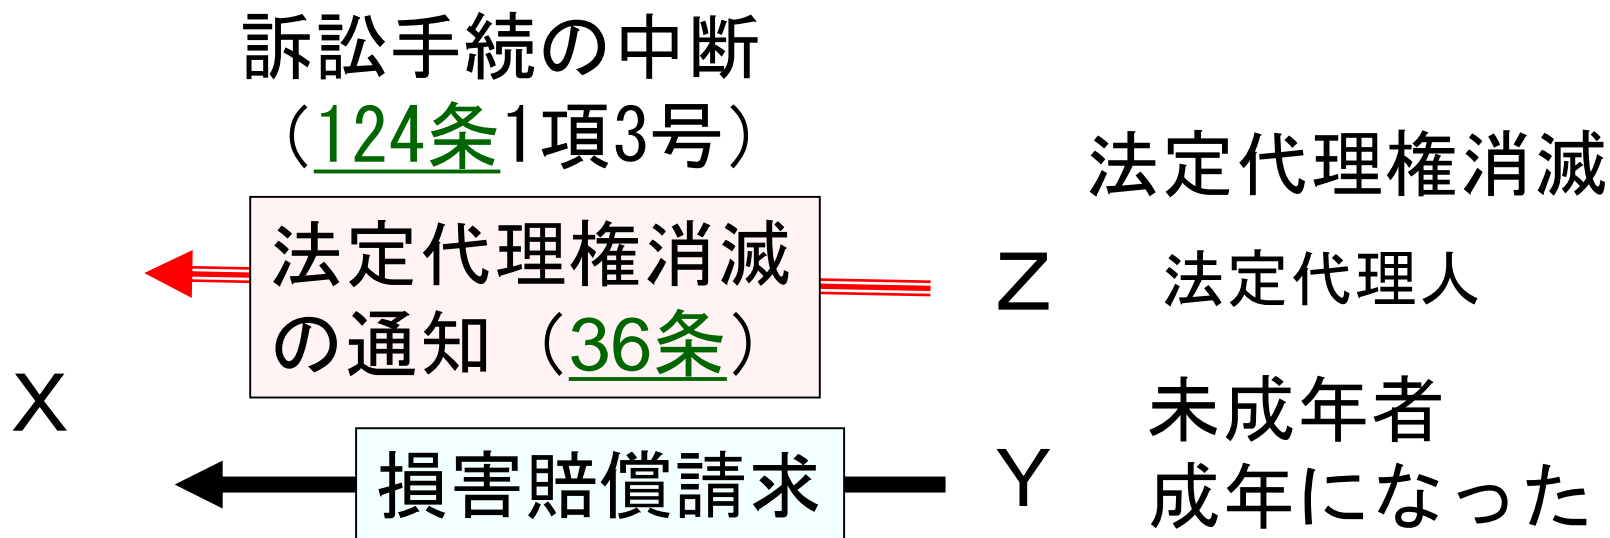 訴訟手続の中断
（124条1項3号）
法定代理権消滅
法定代理権消滅
の通知（36条）
Z
法定代理人
X
未成年者
Y
成年になった
損害賠償請求